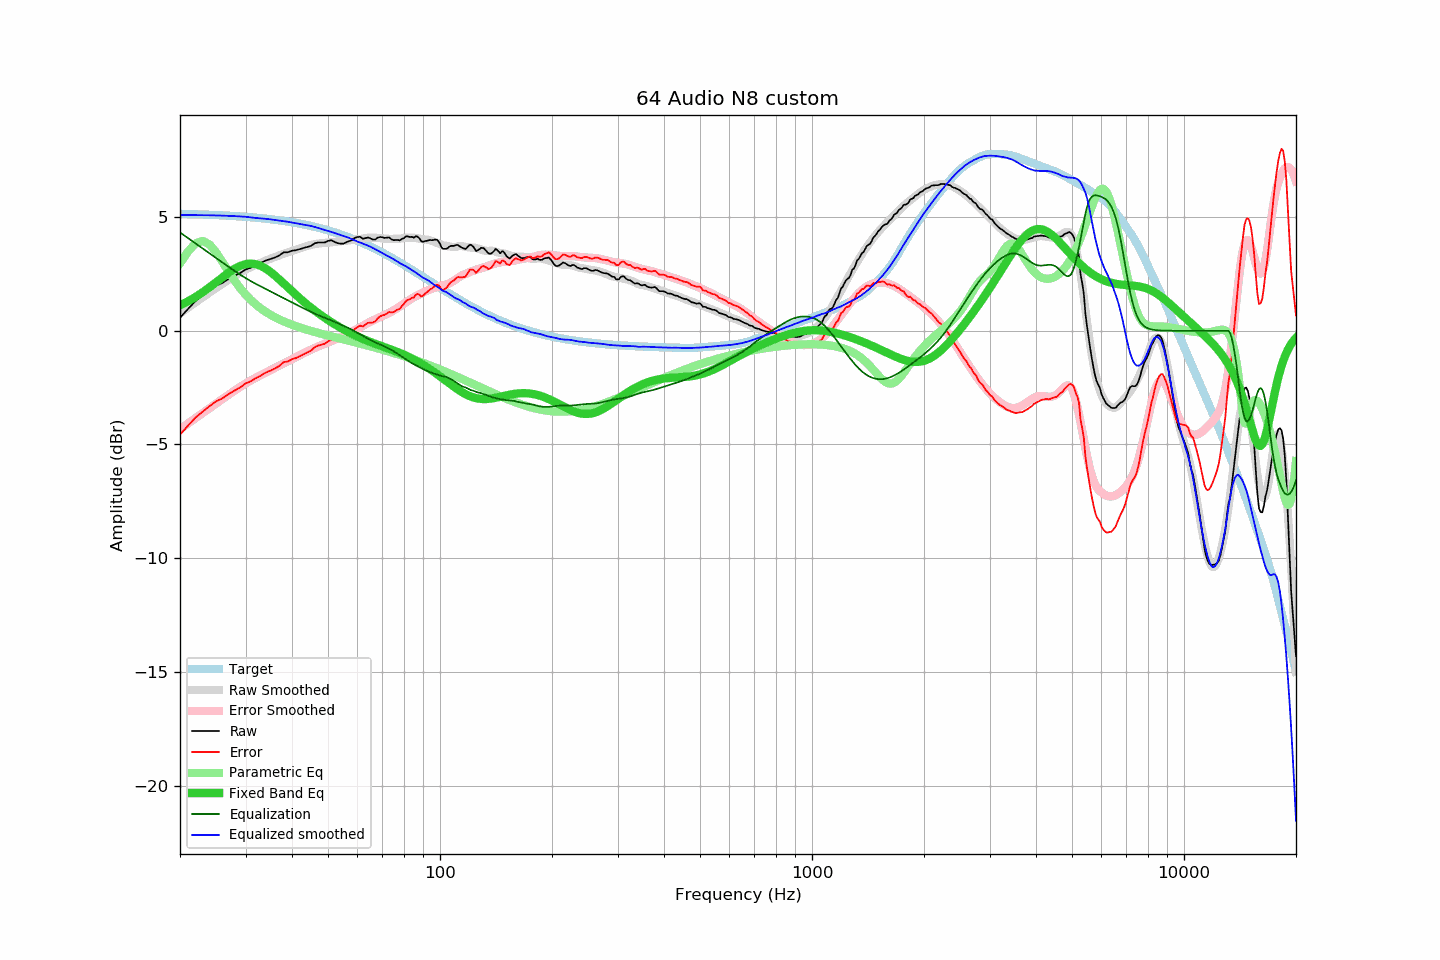 64 Audio N8 custom
Amplitude (dBr)
5
0
−5
−10
−15
−20
Target
Raw Smoothed
Error Smoothed
Raw
Error
Parametric Eq
Fixed Band Eq
Equalization
Equalized smoothed
100
1000
10000
Frequency (Hz)